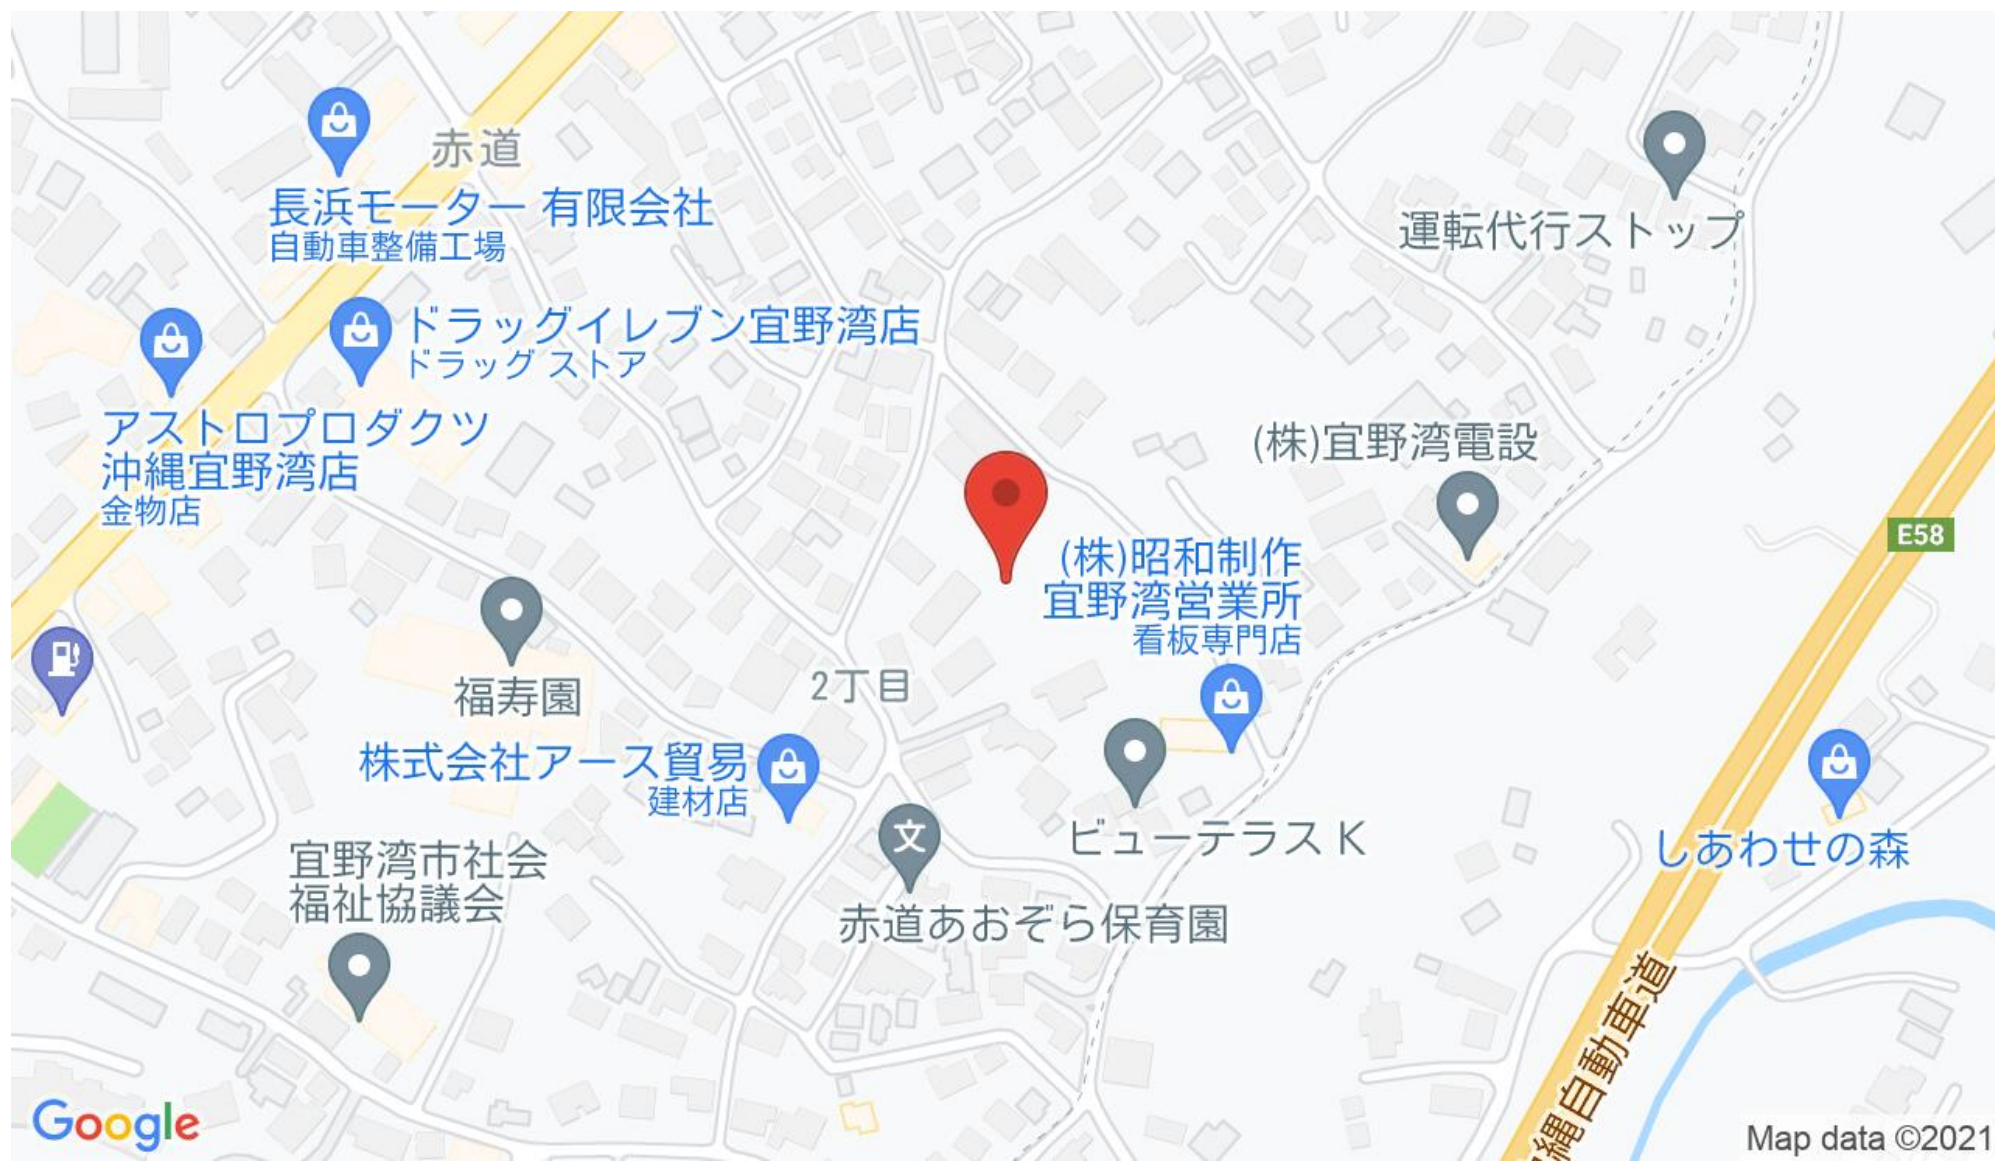 赤道
長浜モーター 有限会社
自動車整備工場
運転代行ストップ
ドラッグイレブン宜野湾店
ドラッグ ストア
アストロプロダクツ
沖縄宜野湾店
金物店
(株)宜野湾電設
E58
(株)昭和制作
宜野湾営業所
看板専門店
福寿園
2丁目
株式会社アース貿易
建材店
文
ビューテラス K
しあわせの森
宜野湾市社会
福祉協議会
赤道あおぞら保育園
縄自動車道
Google
Map data ©2021